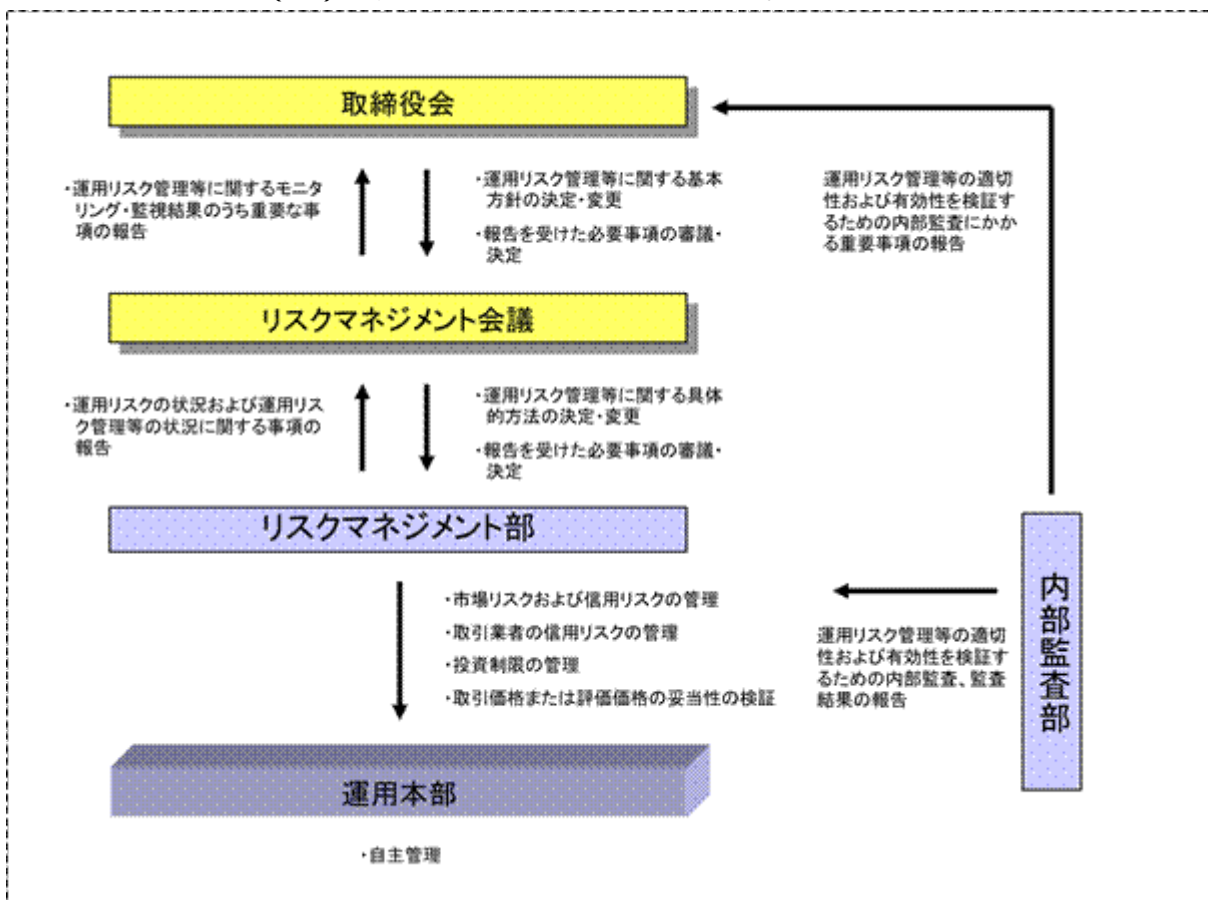 取締役会
・運用リスク管理等に関するモニ
タリング・監視結果のうち重要な事
項の報告
・運用リスク管理等に関する基本
方針の決定・変更
・報告を受けた必要事項の審議・
決定
運用リスク管理等の適切
性および有効性を検証す
るための内部監査にかか
る重要事項の報告
リスクマネジメント会議
・運用リスクの状況および運用リス
ク管理等の状況に関する事項の
報告
・運用リスク管理等に関する具体
的方法の決定・変更
・報告を受けた必要事項の審議・
決定
リスクマネジメント部
・市場リスクおよび信用リスクの管理
・取引業者の信用リスクの管理
・投資制限の管理
・取引価格または評価価格の妥当性の検証
運用リスク管理等の適切
性および有効性を検証す
るための内部監査、監査
結果の報告
内部監査部
運用本部
・自主管理